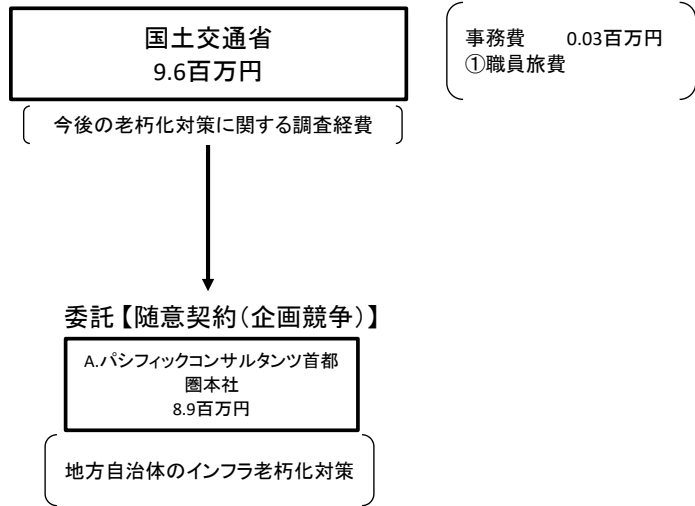 国土交通省
9.6百万円
事務費　　0.03百万円
①職員旅費
今後の老朽化対策に関する調査経費
委託【随意契約(企画競争)】
A.パシフィックコンサルタンツ首都
圏本社
8.9百万円
地方自治体のインフラ老朽化対策